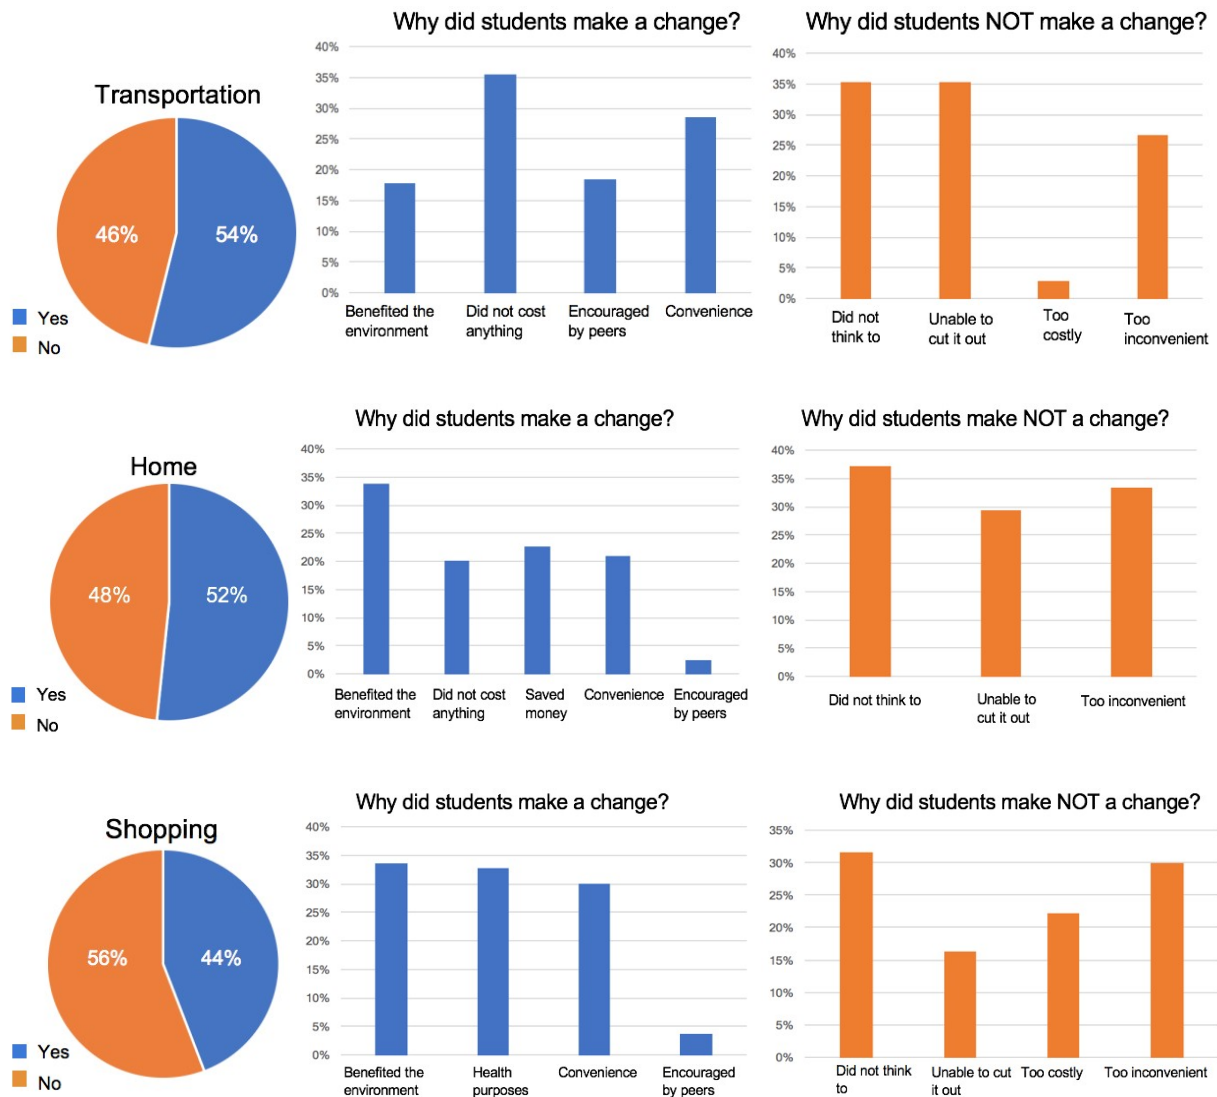 Why did students make a change?
Why did students NOT make a change?
Transportation
46%
54%
Yes
No
40%
35%
30%
25%
20%
15%
10%
5%
0%
Benefited the
environment
Did not cost
anything
Encouraged
by peers
Convenience
40%
35%
30%
25%
20%
15%
10%
5%
0%
Did not
think to
Unable to
cut it out
Too
costly
Too
inconvenient
Home
48%
52%
Yes
No
Why did students make a change?
40%
35%
30%
25%
20%
15%
10%
5%
0%
Benefited the
environment
Did not cost
anything
Saved
money
Convenience
Encouraged
by peers
Why did students make NOT a change?
40%
35%
30%
25%
20%
15%
10%
5%
0%
Did not think to
Unable to
cut it out
Too inconvenient
Shopping
56%
44%
Yes
No
Why did students make a change?
40%
35%
30%
25%
20%
15%
10%
5%
0%
Benefited the
environment
Health
purposes
Convenience
Encouraged
by peers
Why did students make NOT a change?
35%
30%
25%
20%
15%
10%
5%
0%
Did not think
to
Unable to cut
it out
Too costly
Too inconvenient